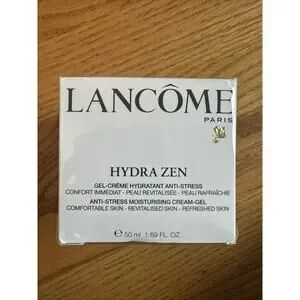 LANCÔME
PARIS
HYDRA ZEN
GEL-CRÈME HYDRATANT ANTI-STRESS
CONFORT IMMÉDIAT - PEAU REVITALISÉE - PEAU RAFRAÎCHIE
ANTI-STRESS MOISTURISING CREAM-GEL
COMFORTABLE SKIN - REVITALISED SKIN - REFRESHED SKIN
℮ 50 ml 1.69 FL. OZ.